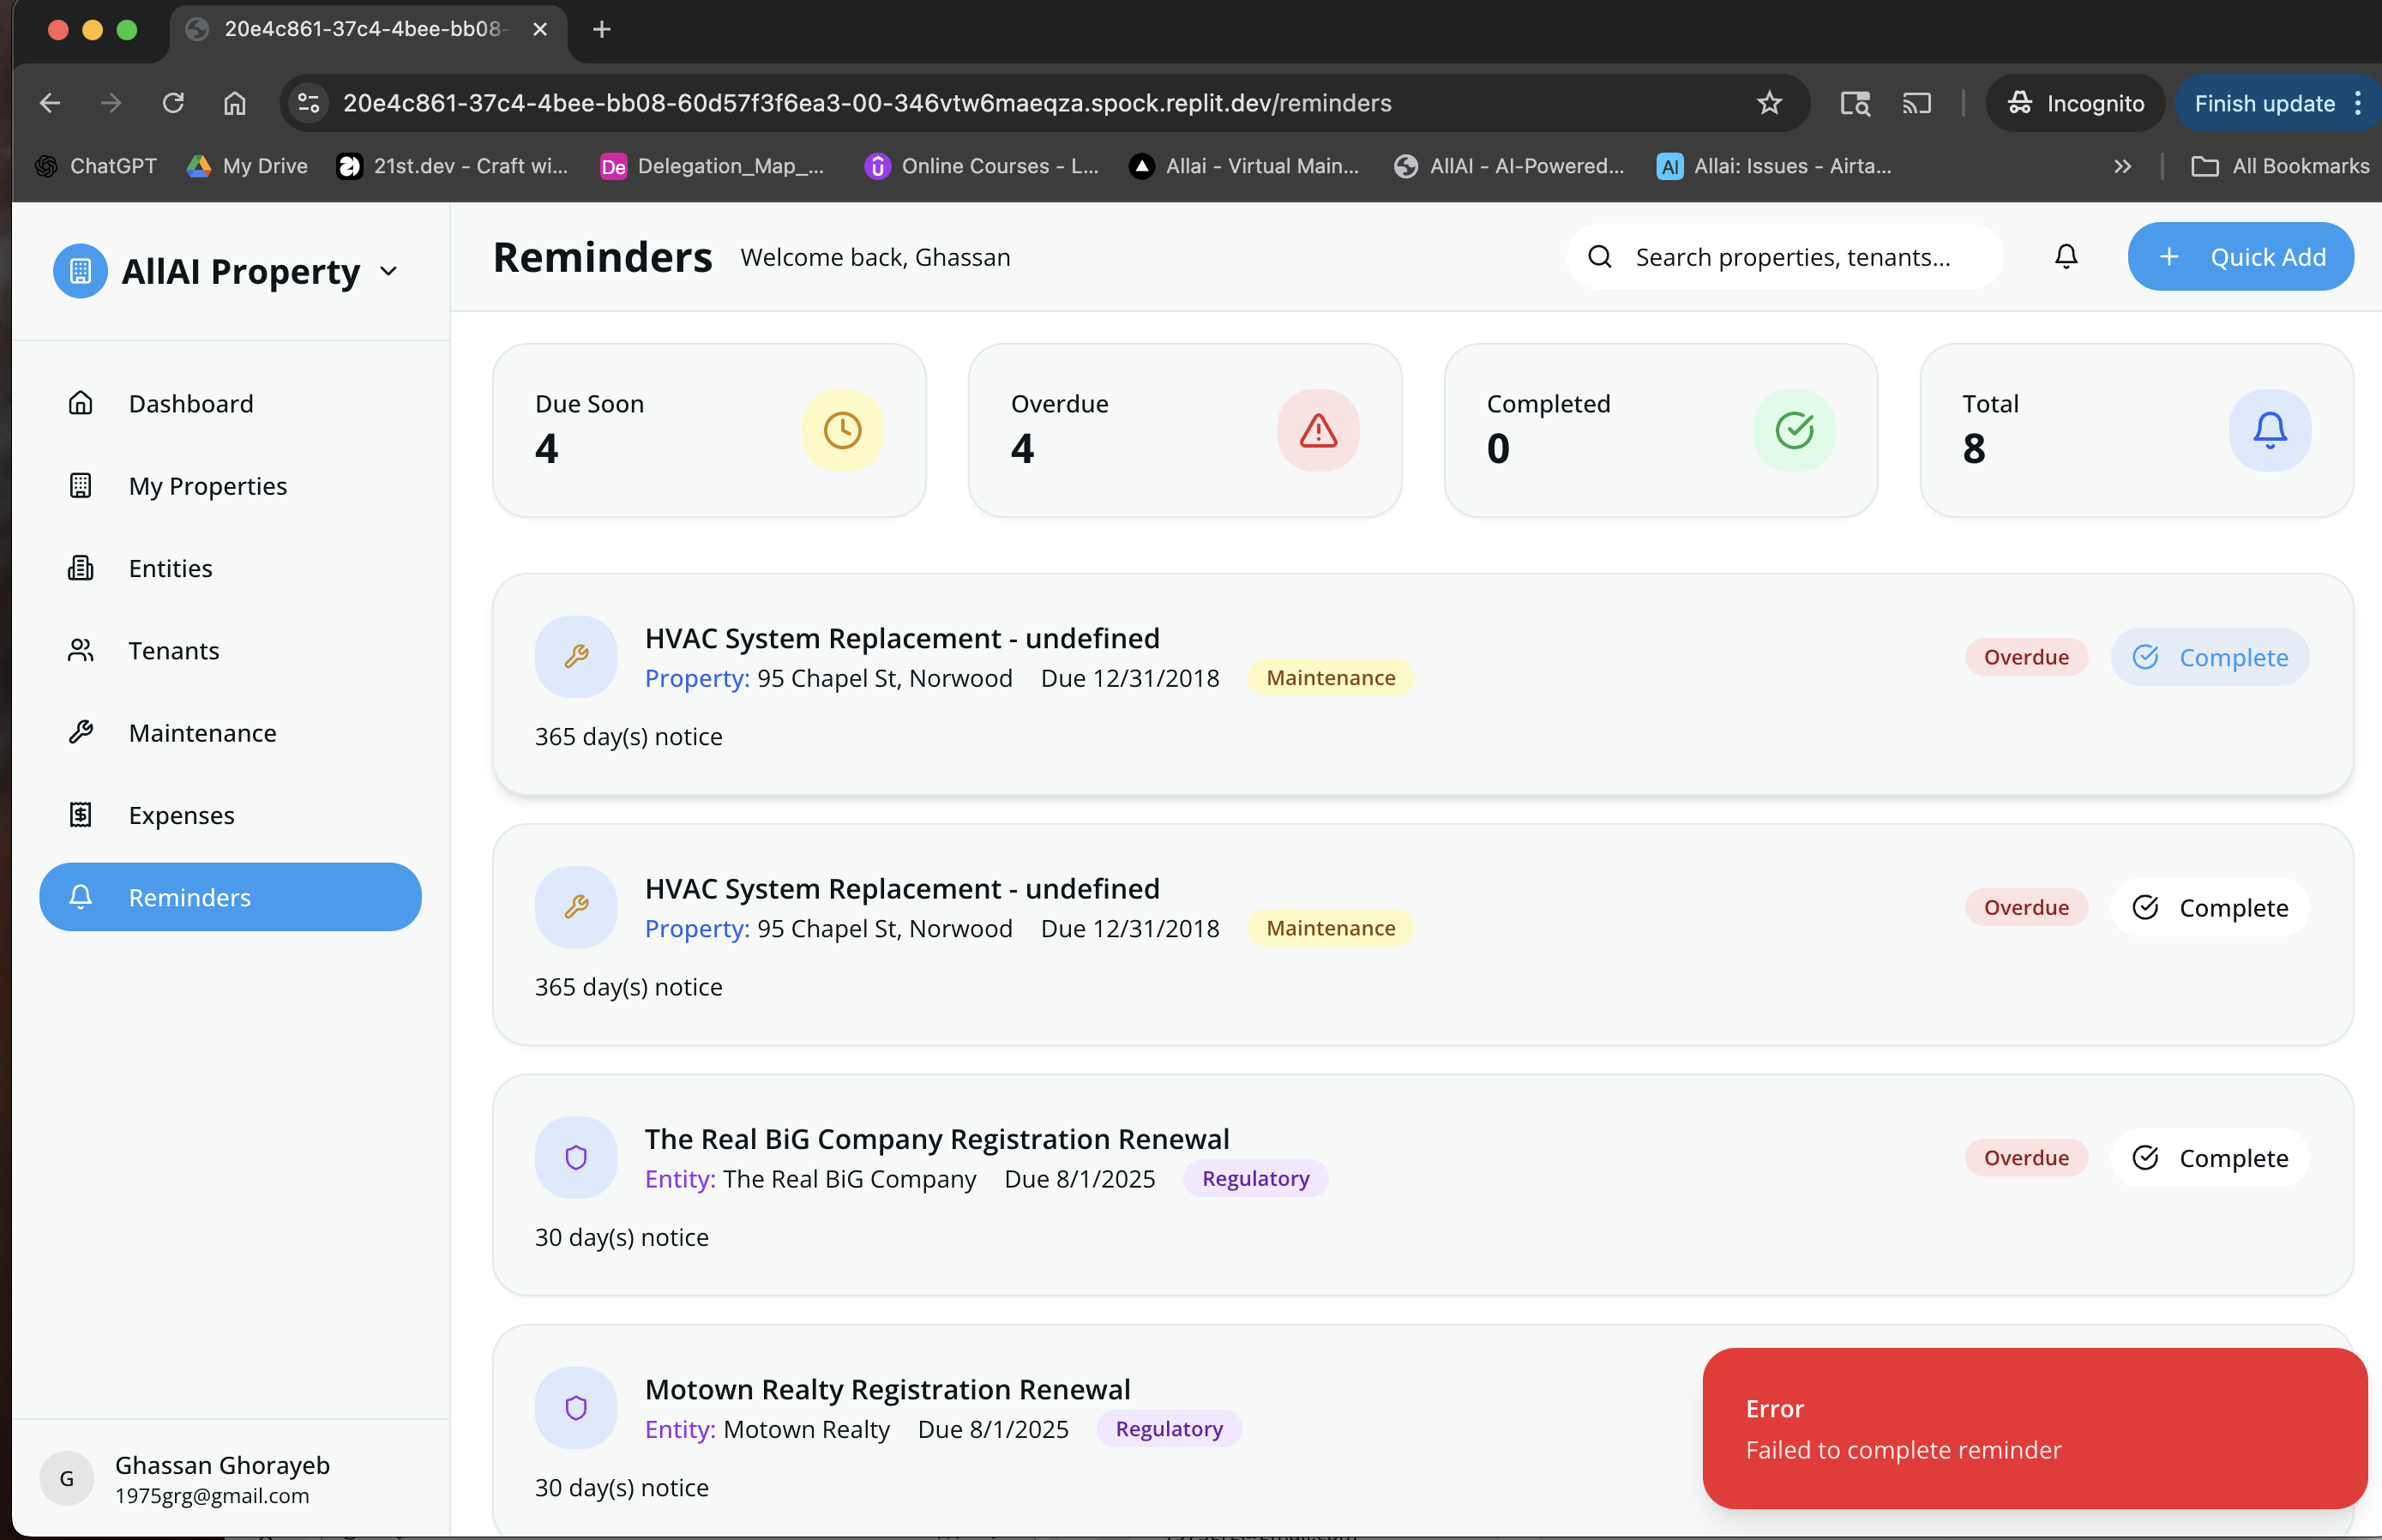 20e4c861-37c4-4bee-bb08-
20e4c861-37c4-4bee-bb08-60d57f3f6ea3-00-346vtw6maeqza.spock.replit.dev/reminders
Incognito
Finish update
ChatGPT
My Drive
21st.dev - Craft wi...
De
Delegation_Map_...
Online Courses - L...
Allai - Virtual Main...
AllAI - AI-Powered...
AI
Allai: Issues - Airta...
All Bookmarks
AllAI Property
Reminders
Welcome back, Ghassan
Search properties, tenants...
Quick Add
Dashboard
My Properties
Entities
Tenants
Maintenance
Expenses
Reminders
Due Soon
4
Overdue
4
Completed
0
Total
8
HVAC System Replacement - undefined
Property: 95 Chapel St, Norwood Due 12/31/2018 Maintenance
Overdue
Complete
365 day(s) notice
HVAC System Replacement - undefined
Property: 95 Chapel St, Norwood Due 12/31/2018 Maintenance
Overdue
Complete
365 day(s) notice
The Real BiG Company Registration Renewal
Entity: The Real BiG Company Due 8/1/2025 Regulatory
Overdue
Complete
30 day(s) notice
Motown Realty Registration Renewal
Entity: Motown Realty Due 8/1/2025 Regulatory
30 day(s) notice
Error
Failed to complete reminder
G
Ghassan Ghorayeb
1975grg@gmail.com